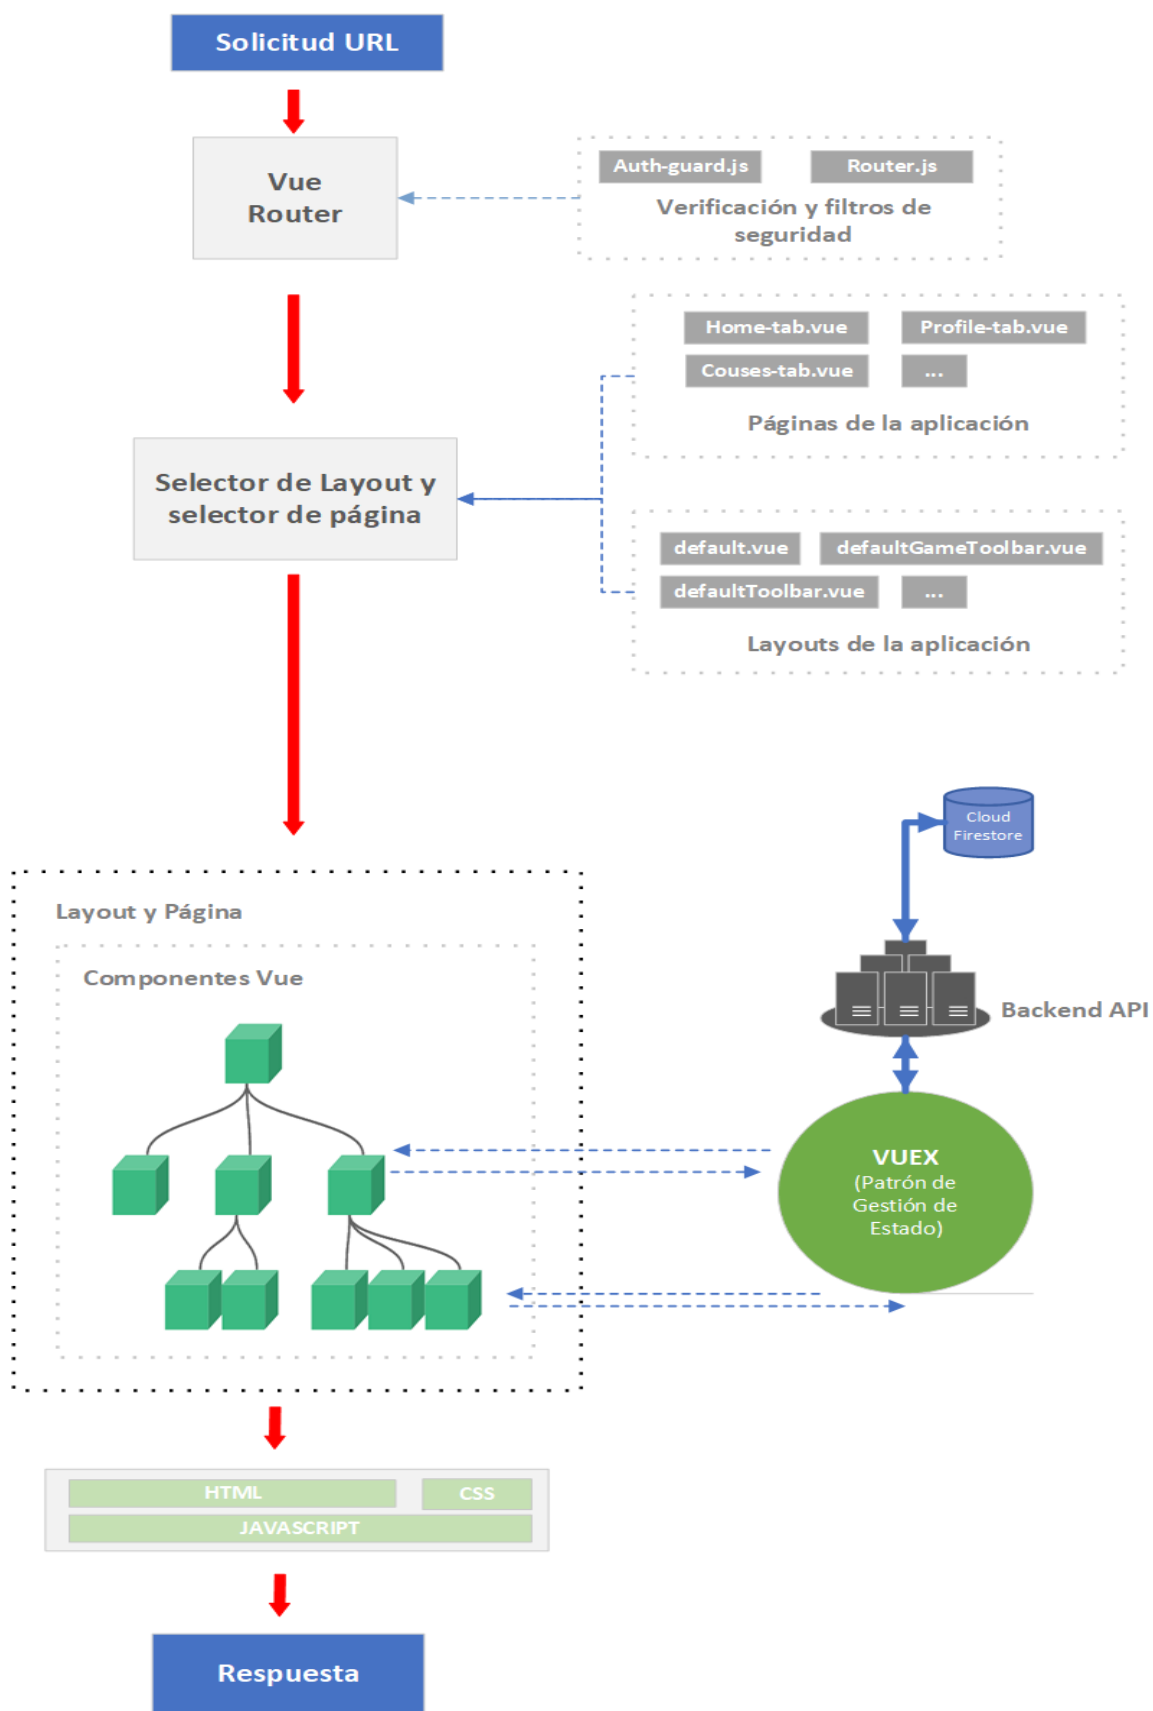 Solicitud URL
Vue
Router
Auth-guard.js
Router.js
Verificación y filtros de
seguridad
Home-tab.vue
Profile-tab.vue
Couses-tab.vue
...
Páginas de la aplicación
Selector de Layout y
selector de página
default.vue
defaultGameToolbar.vue
defaultToolbar.vue
...
Layouts de la aplicación
Cloud
Firestore
Layout y Página
Componentes Vue
Backend API
VUEX
(Patrón de
Gestión de
Estado)
HTML
CSS
JAVASCRIPT
Respuesta